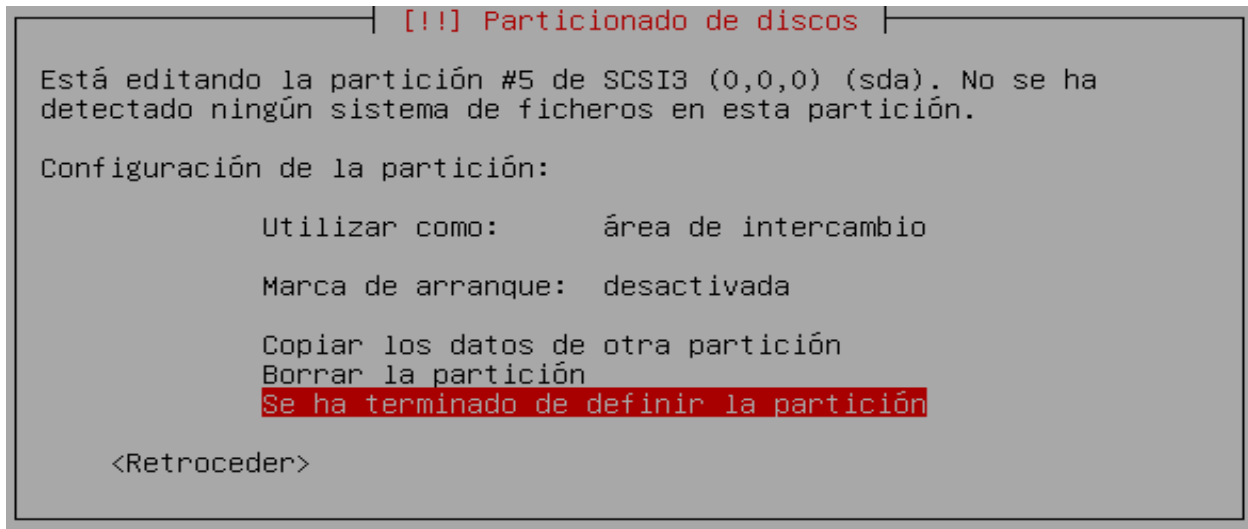 [!!] Particionado de discos
Está editando la partición #5 de SCSI3 (0,0,0) (sda). No se ha
detectado ningún sistema de ficheros en esta partición.
Configuración de la partición:
Utilizar como: área de intercambio
Marca de arranque: desactivada
Copiar los datos de otra partición
Borrar la partición
Se ha terminado de definir la partición
<Retroceder>